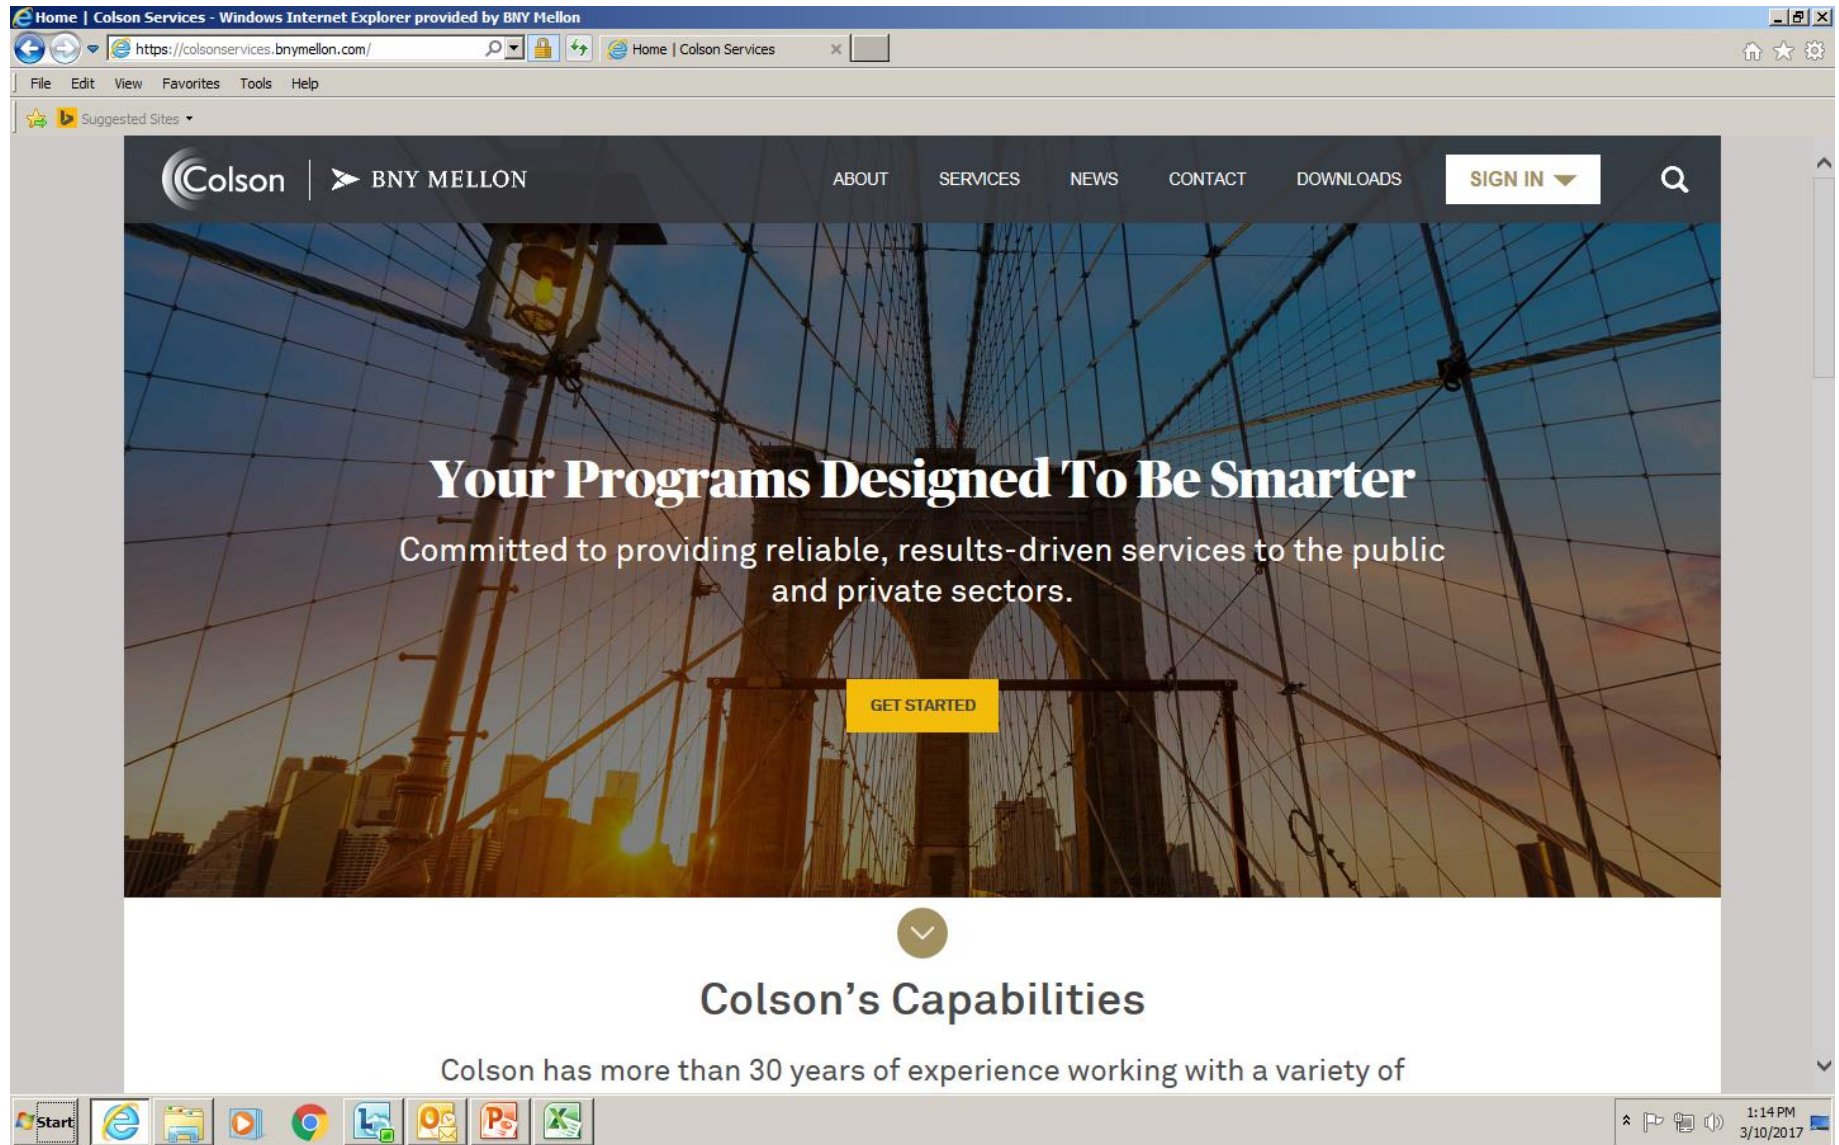 Home | Colson Services - Windows Internet Explorer provided by BNY Mellon
https://colsonservices.bnymellon.com/
Home | Colson Services
File Edit View Favorites Tools Help
Suggested Sites
Colson | BNY MELLON
ABOUT SERVICES NEWS CONTACT DOWNLOADS SIGN IN
Your Programs Designed To Be Smarter
Committed to providing reliable, results-driven services to the public
and private sectors.
GET STARTED
Colson's Capabilities
Colson has more than 30 years of experience working with a variety of
Start
1:14 PM
3/10/2017